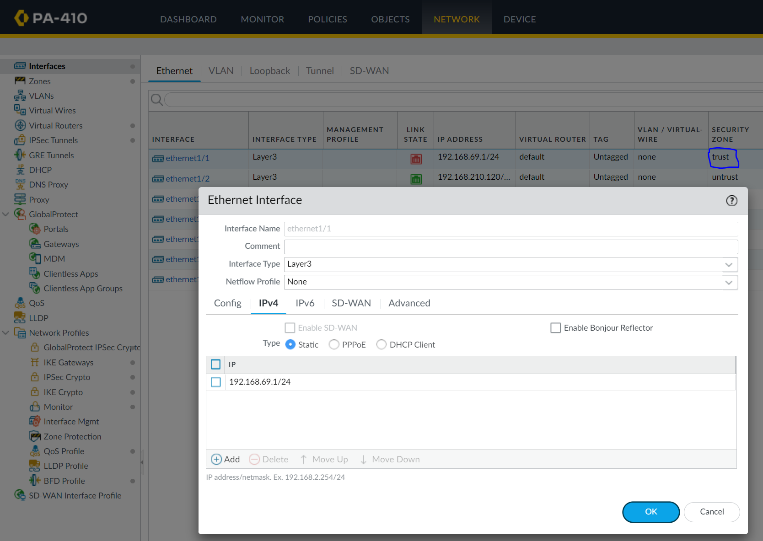 PA-410 DASHBOARD MONITOR POLICIES OBJECTS NETWORK DEVICE
Interfaces
Zones
VLANs
Virtual Wires
Virtual Routers
IPSec Tunnels
GRE Tunnels
DHCP
DNS Proxy
Proxy
GlobalProtect
Portals
Gateways
MDM
Clientless Apps
Clientless App Groups
QoS
LLDP
Network Profiles
GlobalProtect IPSec Crypto
IKE Gateways
IPSec Crypto
IKE Crypto
Monitor
Interface Mgmt
Zone Protection
QoS Profile
LLDP Profile
BFD Profile
SD-WAN Interface Profile
Ethernet VLAN Loopback Tunnel SD-WAN
INTERFACE INTERFACE TYPE MANAGEMENT PROFILE LINK STATE IP ADDRESS VIRTUAL ROUTER TAG VLAN / VIRTUAL WIRE SECURITY ZONE
ethernet1/1 Layer3 192.168.69.1/24 default Untagged none trust
ethernet1/2 Layer3 192.168.210.120/... default Untagged none untrust
ethernet
ethernet
ethernet
ethernet
ethernet
Ethernet Interface
Interface Name ethernet1/1
Comment
Interface Type Layer3
Netflow Profile None
Config IPv4 IPv6 SD-WAN Advanced
Enable SD-WAN Enable Bonjour Reflector
Type Static PPPoE DHCP Client
IP
192.168.69.1/24
Add Delete Move Up Move Down
IP address/netmask. Ex. 192.168.2.254/24
OK Cancel